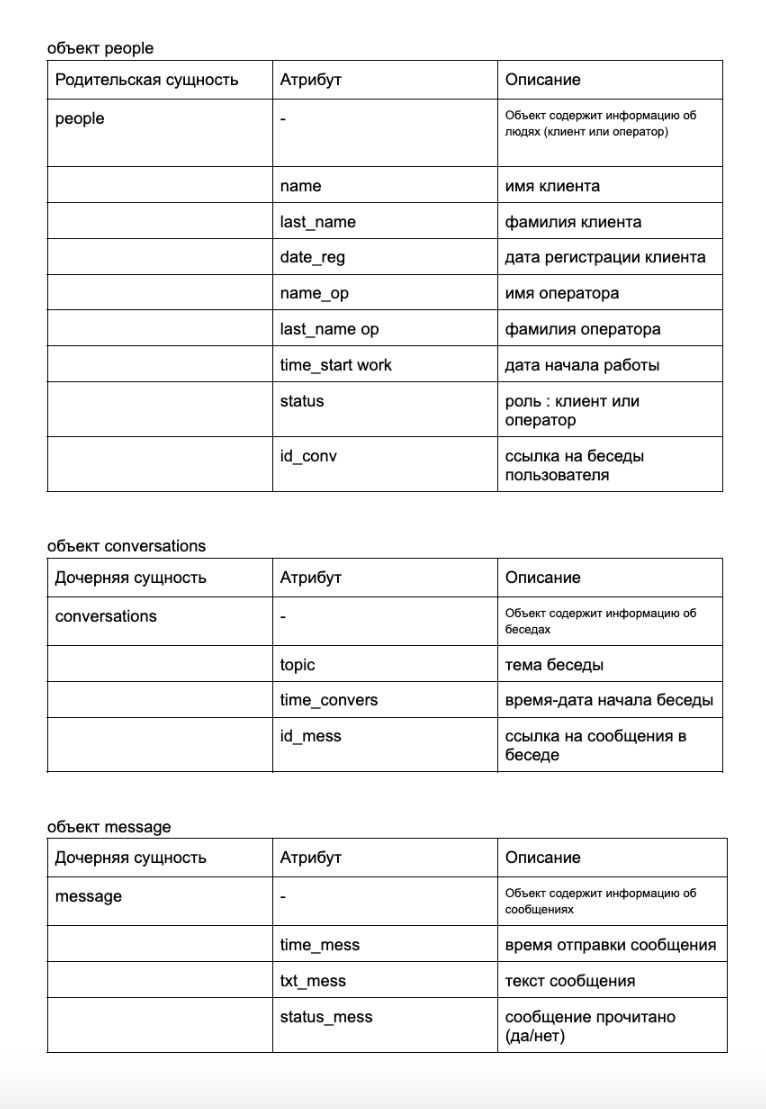 объект people
Родительская сущность Атрибут Описание
people - Объект содержит информацию об
людях (клиент или оператор)
name имя клиента
last_name фамилия клиента
date_reg дата регистрации клиента
name_op имя оператора
last_name op фамилия оператора
time_start work дата начала работы
status роль : клиент или
оператор
id_conv ссылка на беседы
пользователя
объект conversations
Дочерняя сущность Атрибут Описание
conversations - Объект содержит информацию об
беседах
topic тема беседы
time_convers время-дата начала беседы
id_mess ссылка на сообщения в
беседе
объект message
Дочерняя сущность Атрибут Описание
message - Объект содержит информацию об
сообщениях
time_mess время отправки сообщения
txt_mess текст сообщения
status_mess сообщение прочитано
(да/нет)